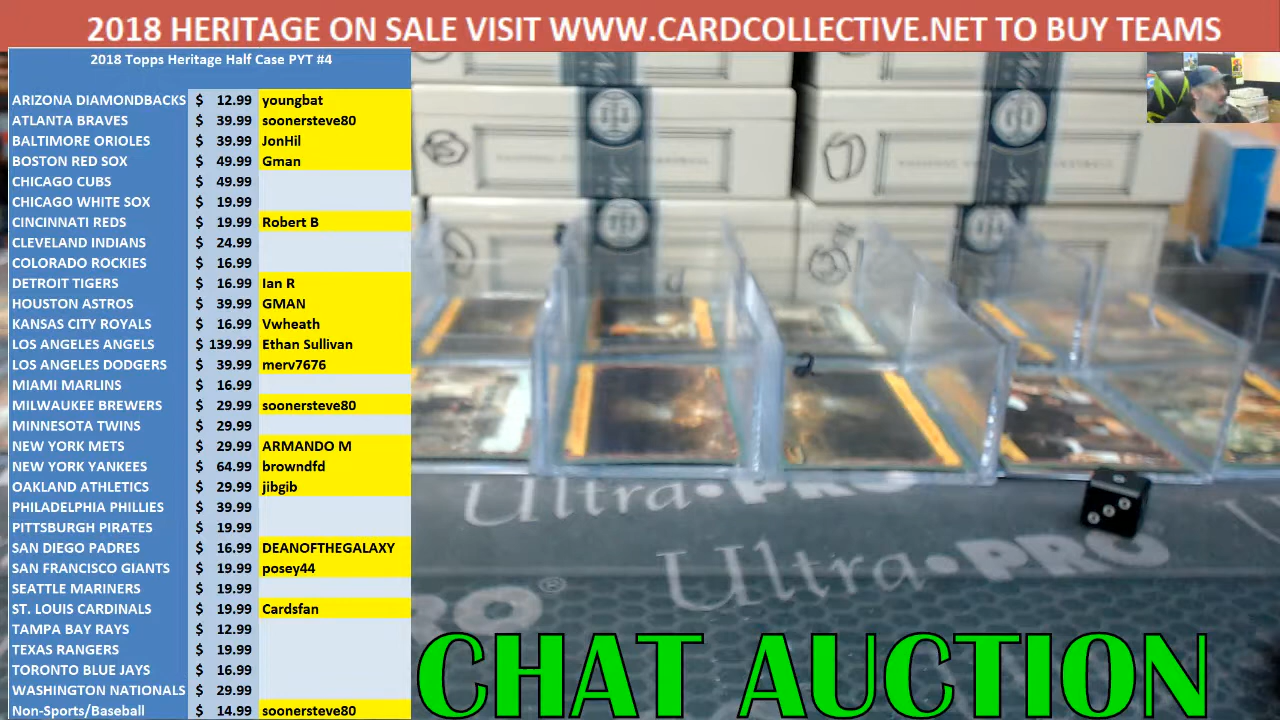 2018 HERITAGE ON SALE VISIT WWW.CARDCOLLECTIVE.NET TO BUY TEAMS
2018 Topps Heritage Half Case PYT #4
ARIZONA DIAMONDBACKS $ 12.99 youngbat
ATLANTA BRAVES $ 39.99 soonersteve80
BALTIMORE ORIOLES $ 39.99 JonHil
BOSTON RED SOX $ 49.99 Gman
CHICAGO CUBS $ 49.99
CHICAGO WHITE SOX $ 19.99
CINCINNATI REDS $ 19.99 Robert B
CLEVELAND INDIANS $ 24.99
COLORADO ROCKIES $ 16.99
DETROIT TIGERS $ 16.99 Ian R
HOUSTON ASTROS $ 39.99 GMAN
KANSAS CITY ROYALS $ 16.99 Vwheath
LOS ANGELES ANGELS $ 139.99 Ethan Sullivan
LOS ANGELES DODGERS $ 39.99 merv7676
MIAMI MARLINS $ 16.99
MILWAUKEE BREWERS $ 29.99 soonersteve80
MINNESOTA TWINS $ 29.99
NEW YORK METS $ 29.99 ARMANDO M
NEW YORK YANKEES $ 64.99 browndfd
OAKLAND ATHLETICS $ 29.99 jibgib
PHILADELPHIA PHILLIES $ 39.99
PITTSBURGH PIRATES $ 19.99
SAN DIEGO PADRES $ 16.99 DEANOFTHEGALAXY
SAN FRANCISCO GIANTS $ 19.99 posey44
SEATTLE MARINERS $ 19.99
ST. LOUIS CARDINALS $ 19.99 Cardsfan
TAMPA BAY RAYS $ 12.99
TEXAS RANGERS $ 19.99
TORONTO BLUE JAYS $ 16.99
WASHINGTON NATIONALS $ 29.99
Non-Sports/Baseball $ 14.99 soonersteve80
2
Ultra•PRO
Ultra•PRO
PRO®
CHAT AUCTION